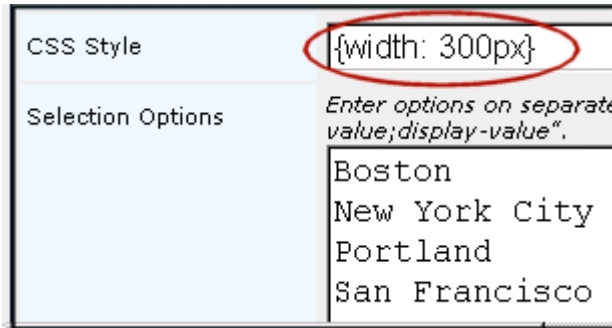 CSS Style
{width: 300px}
Selection Options
Enter options on separate
value;display-value".
Boston
New York City
Portland
San Francisco